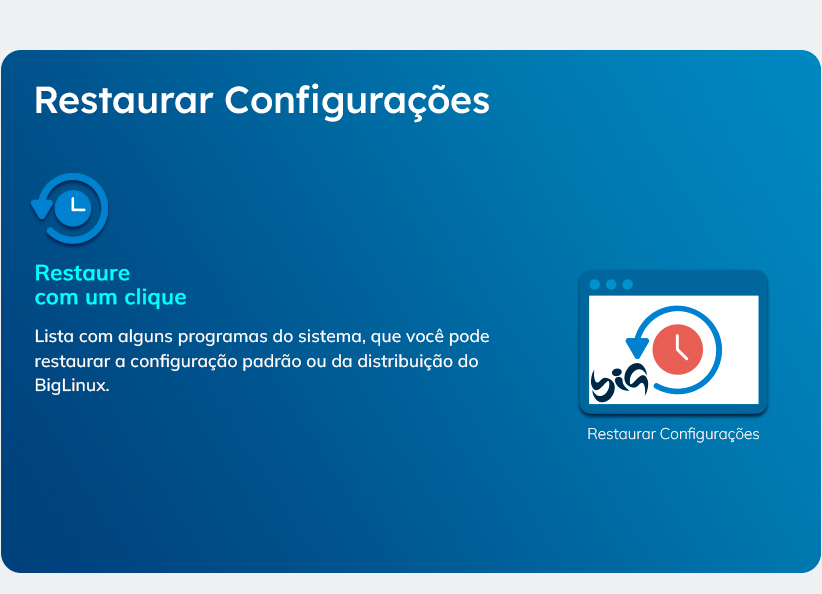 Restaurar Configurações
Restaure
com um clique
Lista com alguns programas do sistema, que você pode
restaurar a configuração padrão ou da distribuição do
BigLinux.
big
Restaurar Configurações